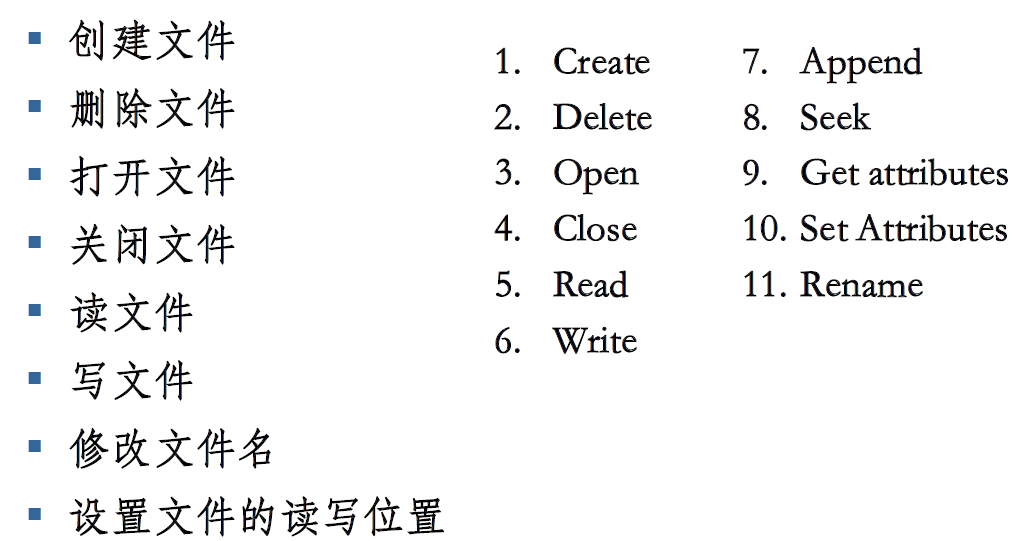 ▪ 创建文件
▪ 删除文件
▪ 打开文件
▪ 关闭文件
▪ 读文件
▪ 写文件
▪ 修改文件名
▪ 设置文件的读写位置
1. Create
2. Delete
3. Open
4. Close
5. Read
6. Write
7. Append
8. Seek
9. Get attributes
10. Set Attributes
11. Rename